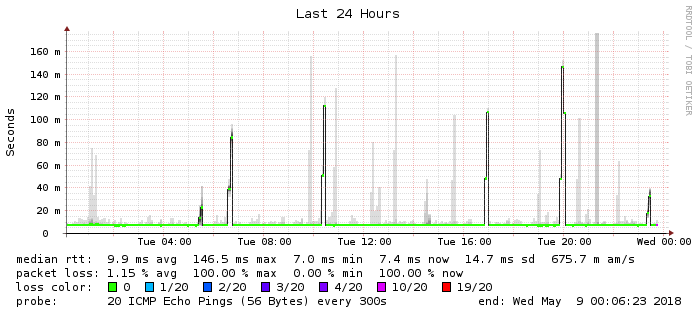 Last 24 Hours
RRDTOOL / TOBI OETIKER
Seconds
160 m
140 m
120 m
100 m
80 m
60 m
40 m
20 m
0
Tue 04:00 Tue 08:00 Tue 12:00 Tue 16:00 Tue 20:00 Wed 00:00
median rtt: 9.9 ms avg 146.5 ms max 7.0 ms min 7.4 ms now 14.7 ms sd 675.7 m am/s
packet loss: 1.15 % avg 100.00 % max 0.00 % min 100.00 % now
loss color: 0 1/20 2/20 3/20 4/20 10/20 19/20
probe: 20 ICMP Echo Pings (56 Bytes) every 300s end: Wed May 9 00:06:23 2018